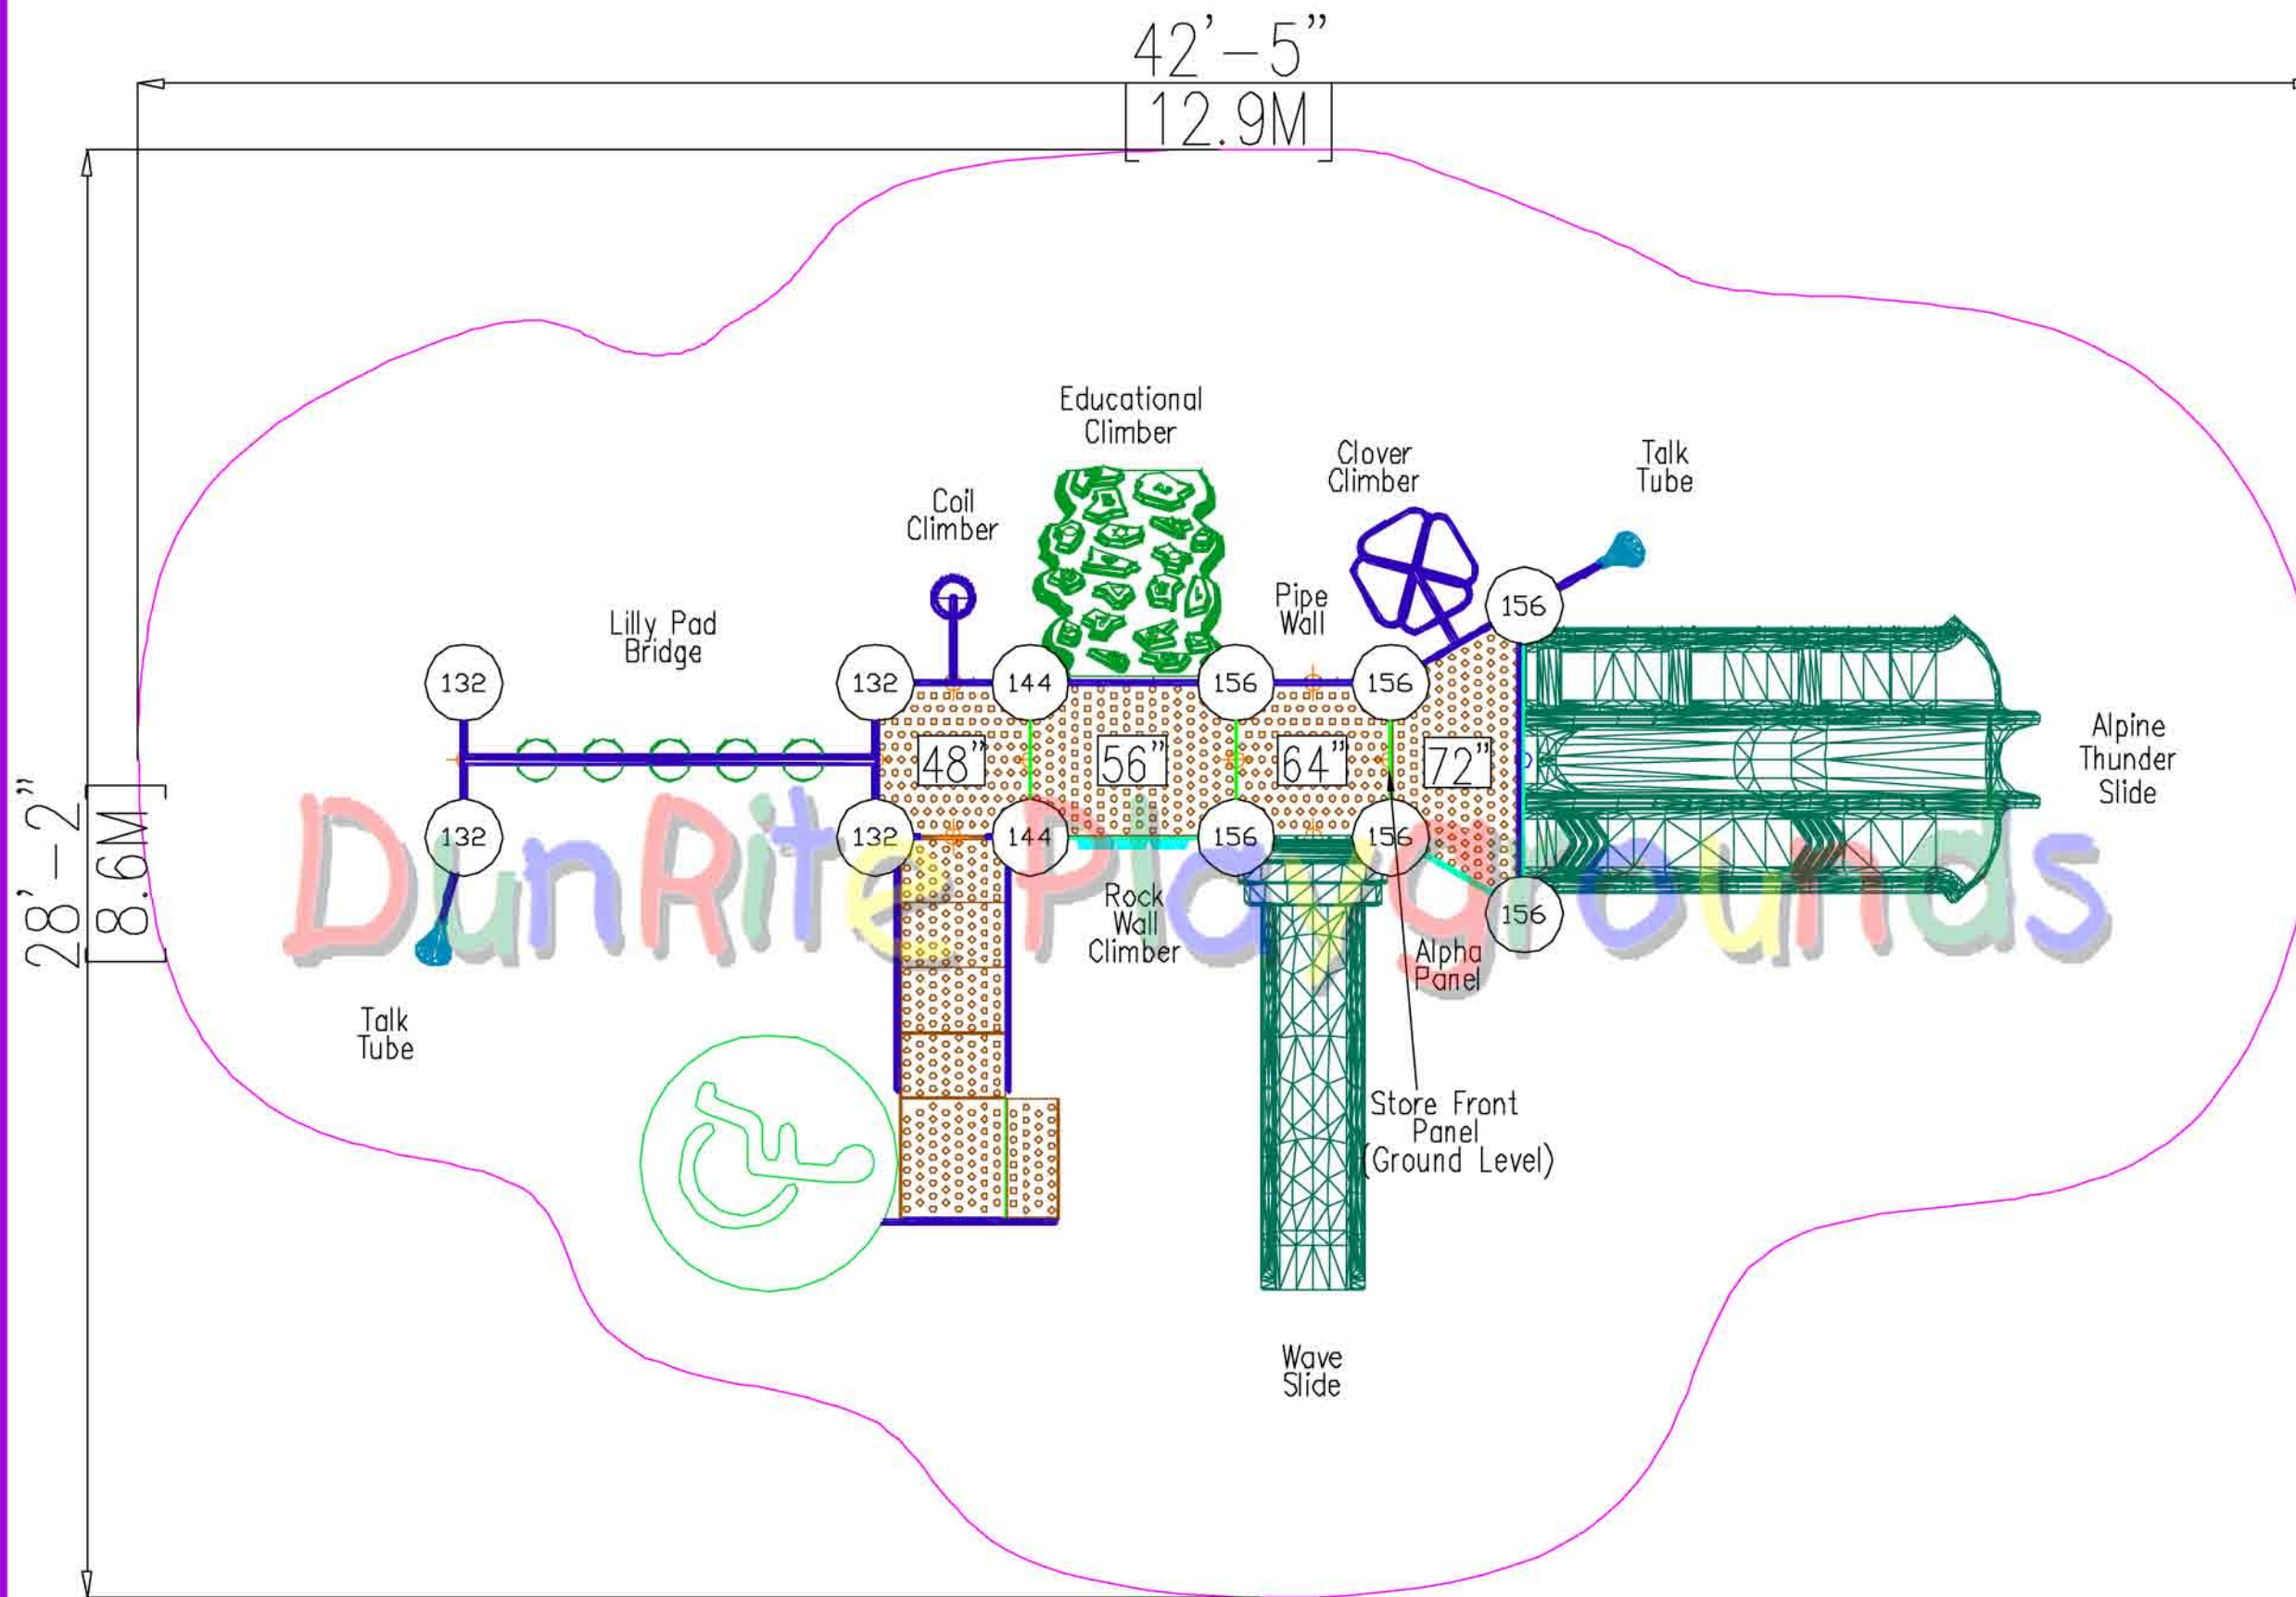 42'-5"
[12.9M]
28'-2"
[8.6M]
Educational
Climber
Clover
Climber
Talk
Tube
Coil
Climber
Pipe
Wall
Lilly Pad
Bridge
156
132
132
144
156
156
48"
56"
64"
72"
Alpine
Thunder
Slide
132
132
144
156
156
156
DunRite Playgrounds
Rock
Wall
Climber
Alpha
Panel
Talk
Tube
Store Front
Panel
(Ground Level)
Wave
Slide